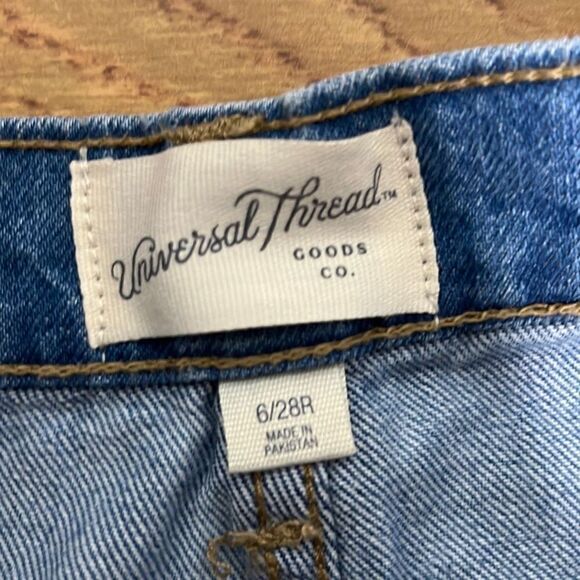 Universal Thread™
GOODS
CO.
6/28R
MADE IN
PAKISTAN